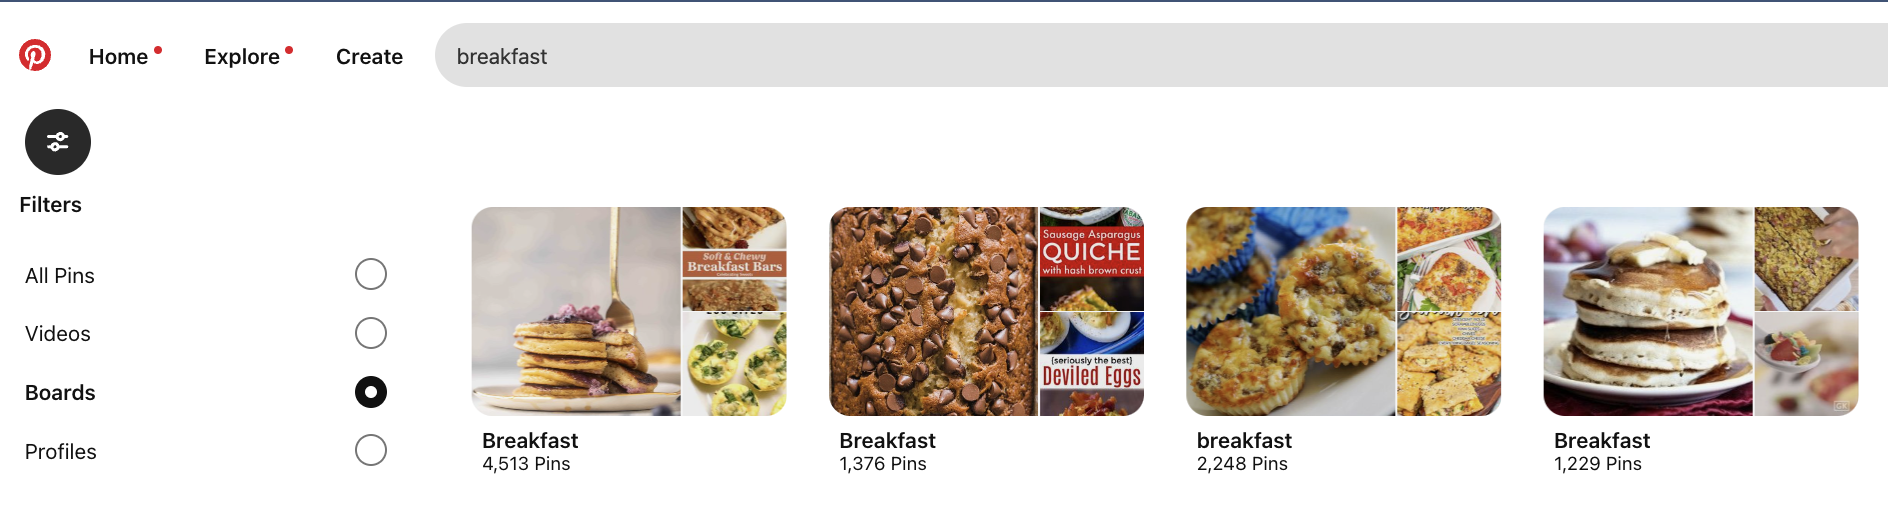 Home
Explore
Create
breakfast
Filters
All Pins
Videos
Boards
Profiles
Soft & Chewy
Breakfast Bars
Sausage Asparagus
QUICHE
with hash brown crust
(seriously the best)
Deviled Eggs
Breakfast
4,513 Pins
Breakfast
1,376 Pins
breakfast
2,248 Pins
Breakfast
1,229 Pins